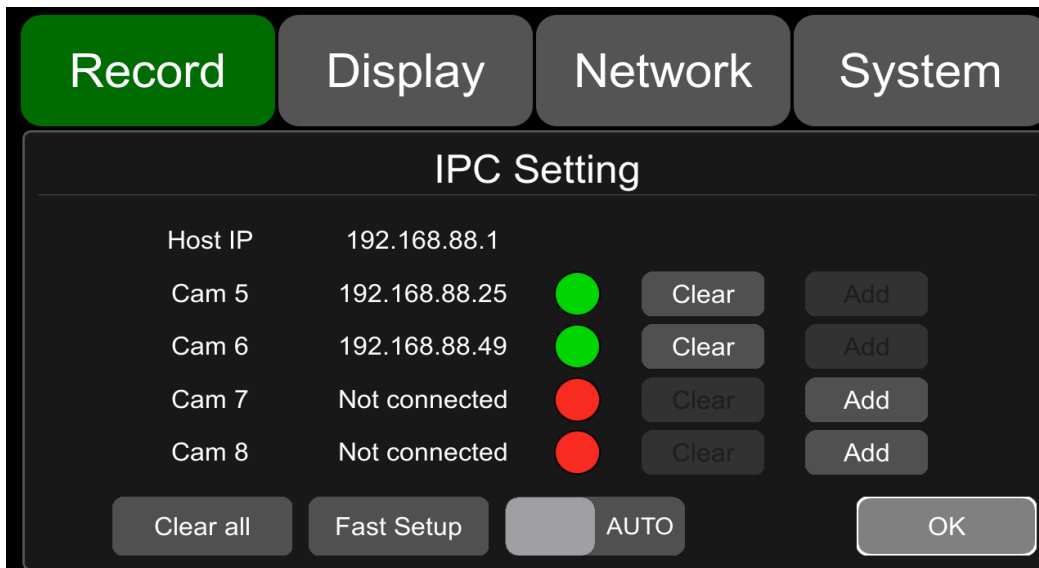 Record Display Network System
IPC Setting
Host IP 192.168.88.1
Cam 5 192.168.88.25 Clear Add
Cam 6 192.168.88.49 Clear Add
Cam 7 Not connected Clear Add
Cam 8 Not connected Clear Add
Clear all Fast Setup AUTO OK